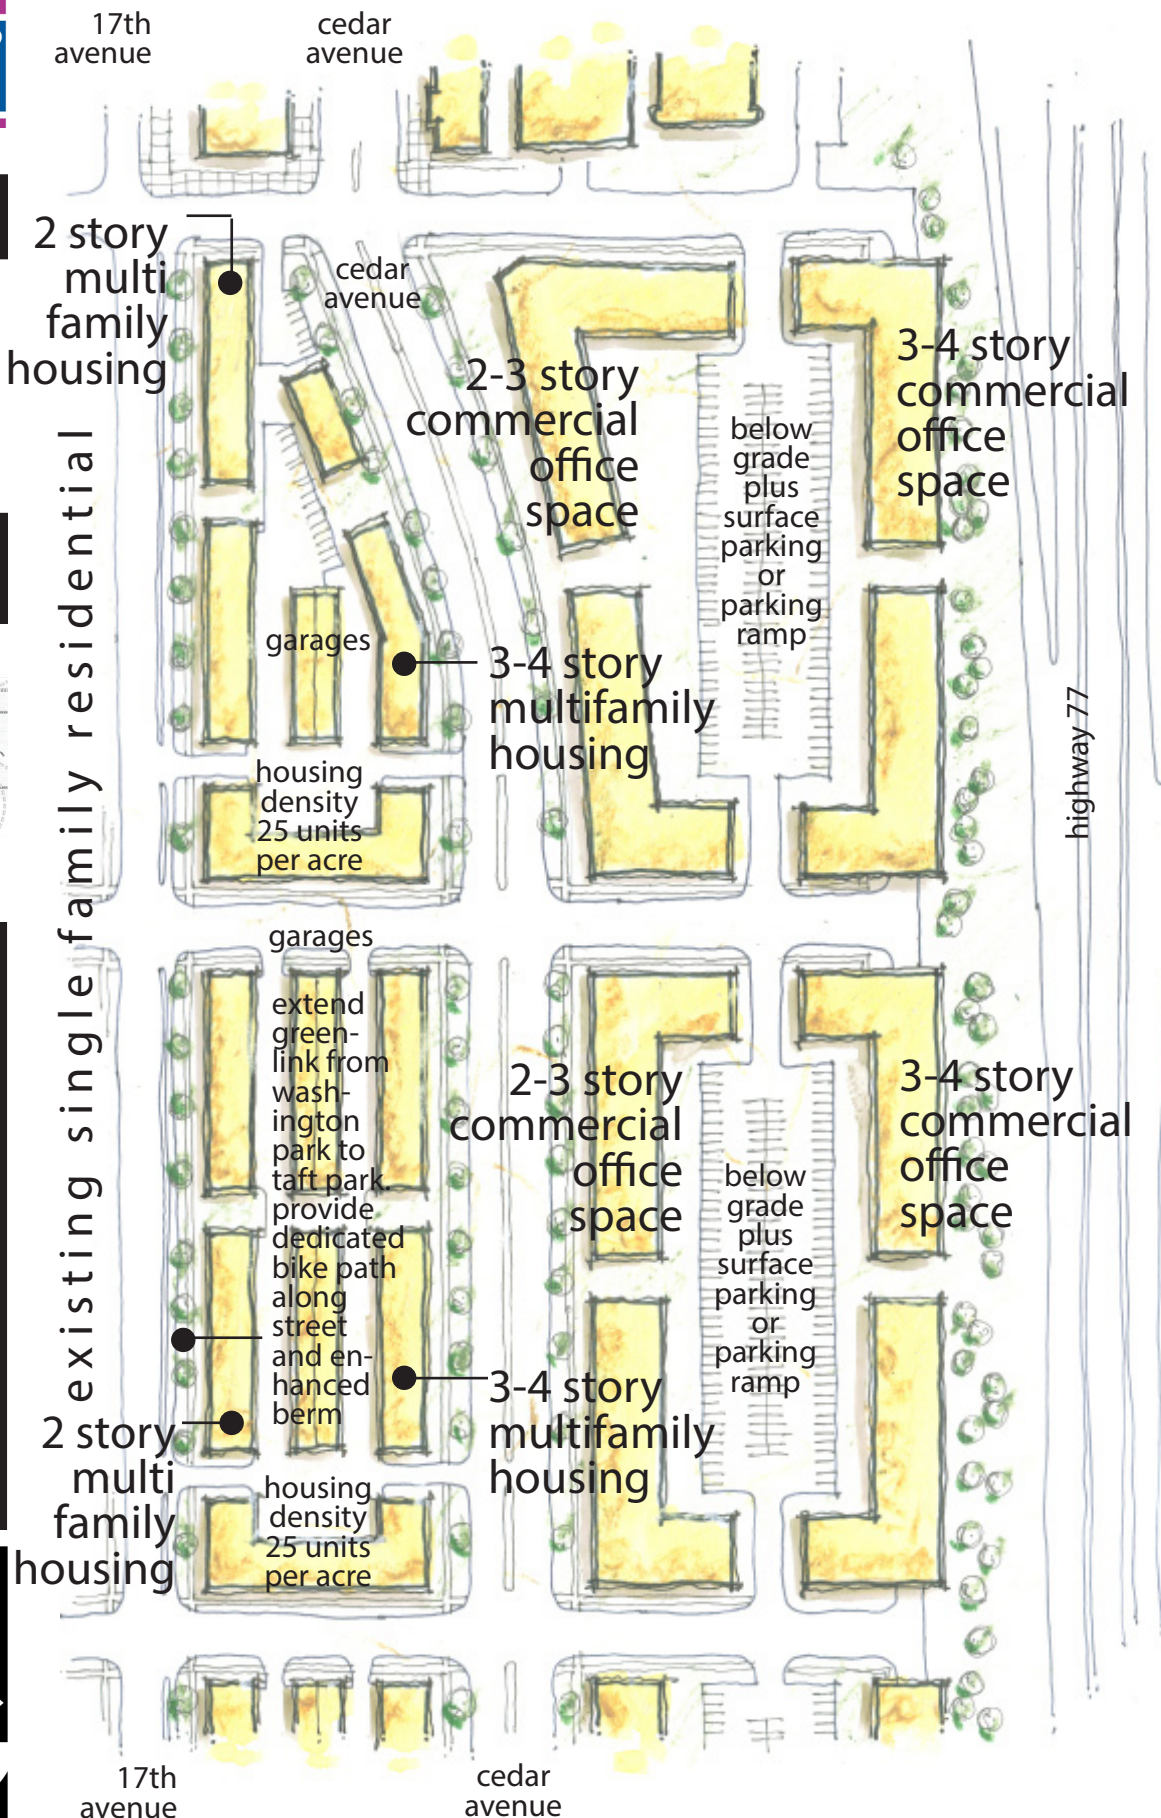 17th
avenue
cedar
avenue
2 story
multi
family
housing
cedar
avenue
2-3 story
commercial
office
space
3-4 story
commercial
office
space
below
grade
plus
surface
parking
or
parking
ramp
existing single family residential
garages
3-4 story
multifamily
housing
highway 77
housing
density
25 units
per acre
garages
extend
green-
link from
wash-
ington
park to
taft park.
provide
dedicated
bike path
along
street
and en-
hanced
berm
2-3 story
commercial
office
space
3-4 story
commercial
office
space
below
grade
plus
surface
parking
or
parking
ramp
3-4 story
multifamily
housing
2 story
multi
family
housing
housing
density
25 units
per acre
17th
avenue
cedar
avenue